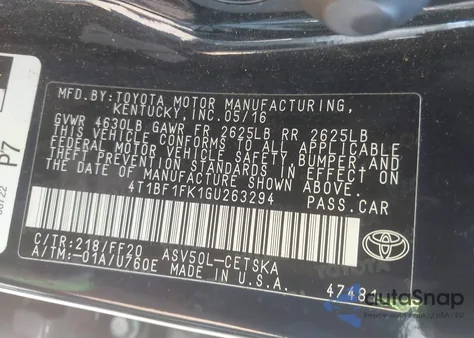 MFD.BY:TOYOTA MOTOR MANUFACTURING,
KENTUCKY,INC.05/16
GVWR 4630LB GAWR FR 2625LB RR 2625LB
THIS VEHICLE CONFORMS TO ALL APPLICABLE
FEDERAL MOTOR VEHICLE SAFETY,BUMPER,AND
THEFT PREVENTION STANDARDS IN EFFECT ON
THE DATE OF MANUFACTURE SHOWN ABOVE.
4T1BF1FK1GU263294
PASS.CAR
C/TR:218/FF20 ASV50L-CETSKA
A/TM:-01A/U760E MADE IN U.S.A.
TOYOTA
47481
P7
autoSnap